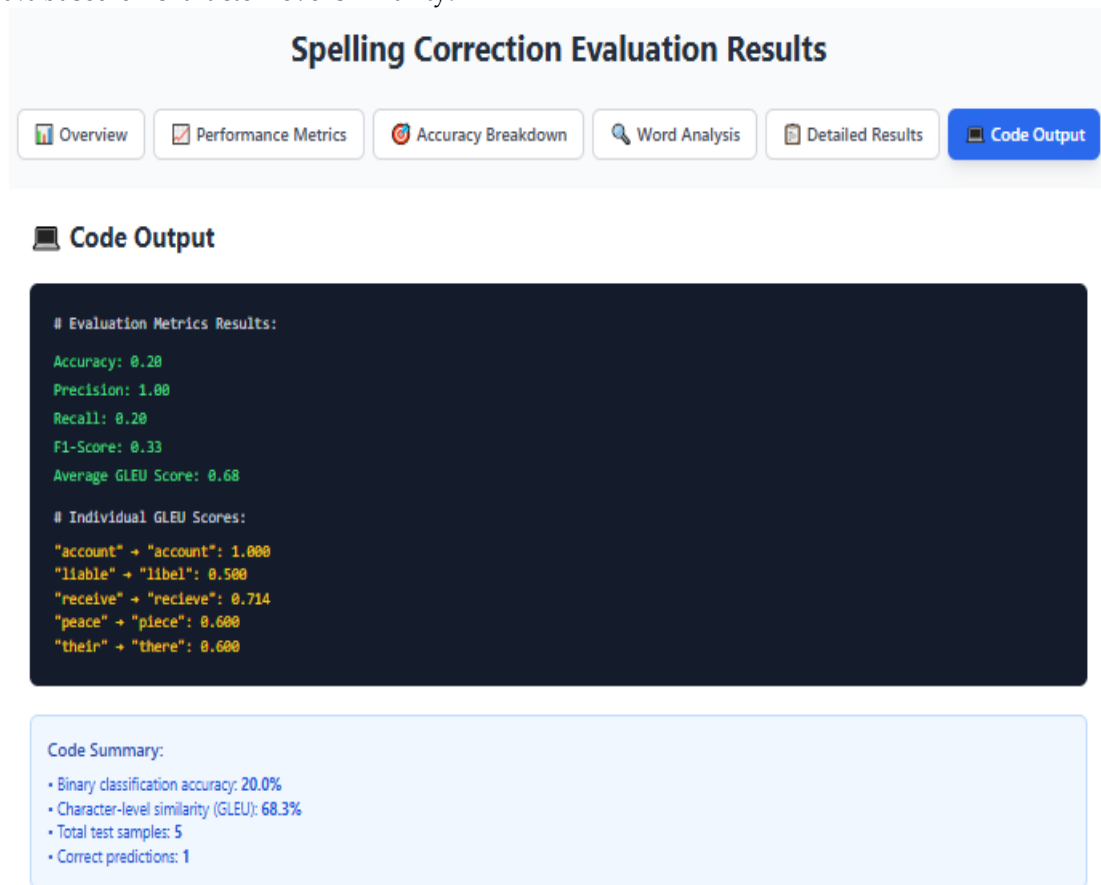 Spelling Correction Evaluation Results
Overview Performance Metrics Accuracy Breakdown Word Analysis Detailed Results Code Output
Code Output
# Evaluation Metrics Results:
Accuracy: 0.20
Precision: 1.00
Recall: 0.20
F1-Score: 0.33
Average GLEU Score: 0.68
# Individual GLEU Scores:
"account" → "account": 1.000
"liable" → "libel": 0.500
"receive" → "recieve": 0.714
"peace" → "piece": 0.600
"their" → "there": 0.600
Code Summary:
• Binary classification accuracy: 20.0%
• Character-level similarity (GLEU): 68.3%
• Total test samples: 5
• Correct predictions: 1